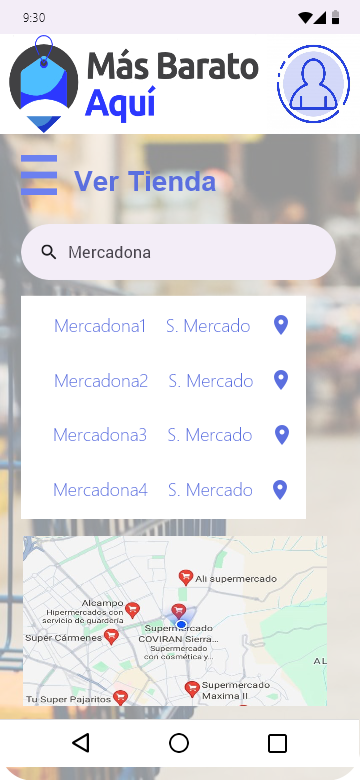 9:30
Más Barato
Aquí
Ver Tienda
Mercadona
Mercadona1 S. Mercado
Mercadona2 S. Mercado
Mercadona3 S. Mercado
Mercadona4 S. Mercado
Ali supermercado
Alcampo
Hipermercados con
servicio de guardería
Supermercado
COVIRAN Sierra...
Super Cármenes
Supermercado
con cosmética y...
AL
Supermercado
Maxima II
Tu Super Pajaritos